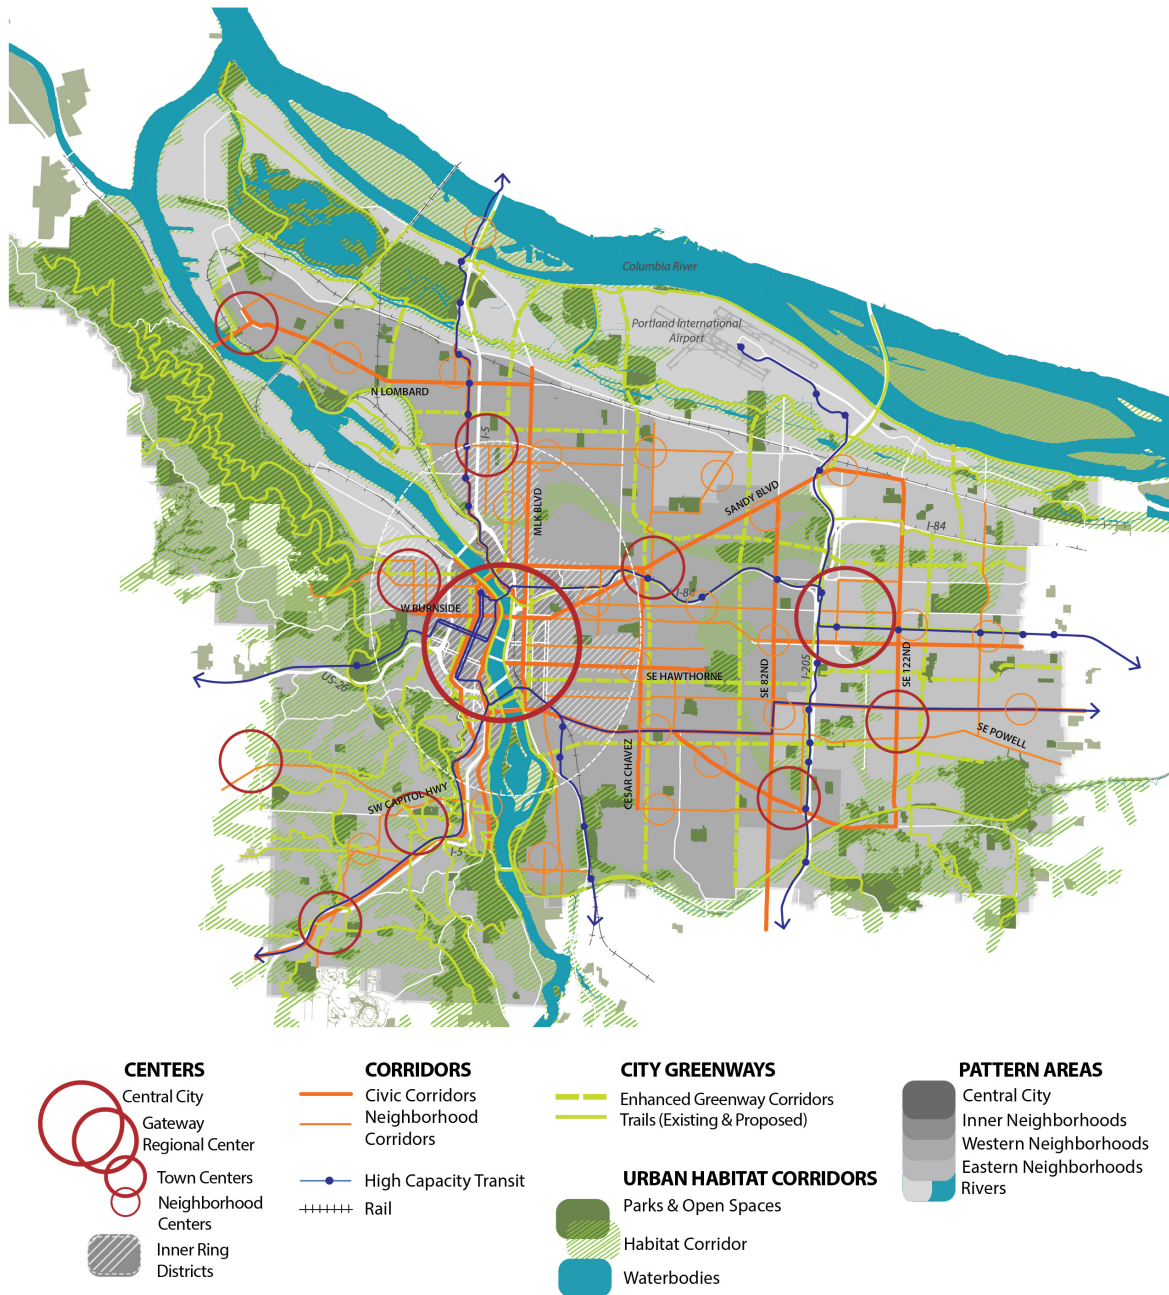 Columbia River
Portland International
Airport
N LOMBARD
I-5
MLK BLVD
SANDY BLVD
I-84
I-84
W BURNSIDE
US-26
SE HAWTHORNE
SE 82ND
I-205
SE 122ND
SE POWELL
CESAR CHAVEZ
SW CAPITOL HWY
I-5
CENTERS
Central City
Gateway
Regional Center
Town Centers
Neighborhood
Centers
Inner Ring
Districts
CORRIDORS
Civic Corridors
Neighborhood
Corridors
High Capacity Transit
Rail
CITY GREENWAYS
Enhanced Greenway Corridors
Trails (Existing & Proposed)
URBAN HABITAT CORRIDORS
Parks & Open Spaces
Habitat Corridor
Waterbodies
PATTERN AREAS
Central City
Inner Neighborhoods
Western Neighborhoods
Eastern Neighborhoods
Rivers